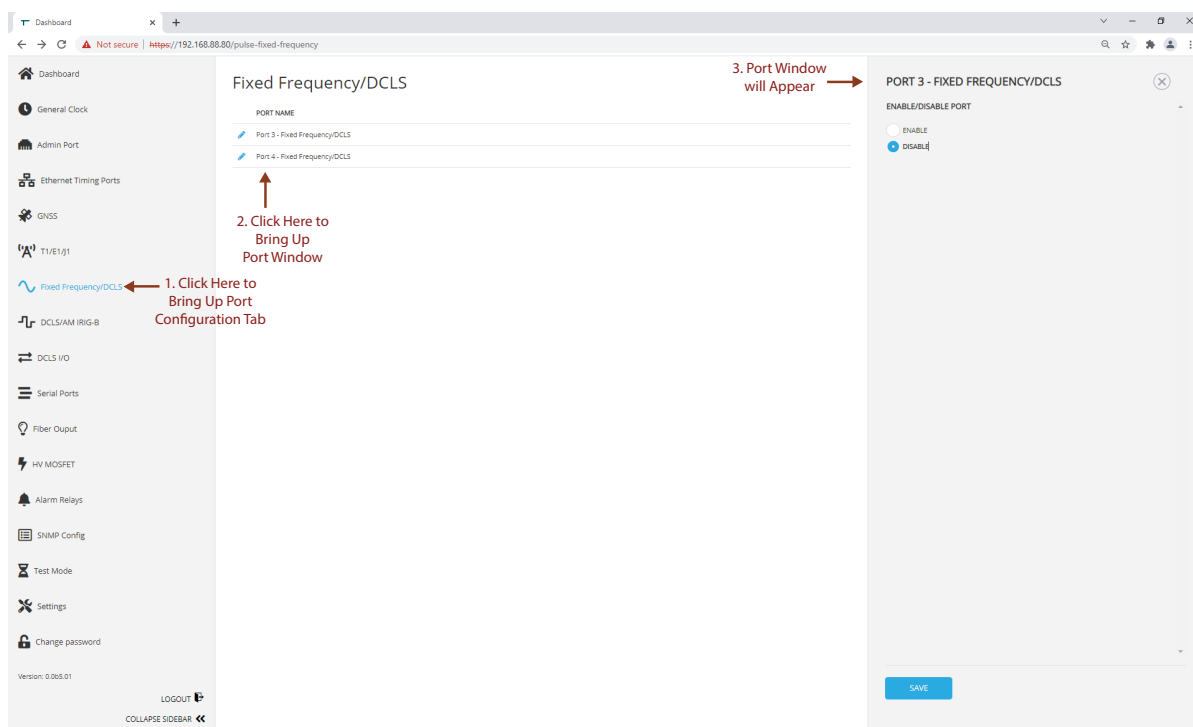 Dashboard
Not secure | https://192.168.88.80/pulse-fixed-frequency
Dashboard
General Clock
Admin Port
Ethernet Timing Ports
GNSS
T1/E1/J1
Fixed Frequency/DCLS
DCLS/AM IRIG-B
DCLS I/O
Serial Ports
Fiber Ouput
HV MOSFET
Alarm Relays
SNMP Config
Test Mode
Settings
Change password
Version: 0.0b5.01
LOGOUT
COLLAPSE SIDEBAR
1. Click Here to
Bring Up Port
Configuration Tab
Fixed Frequency/DCLS
PORT NAME
Port 3 - Fixed Frequency/DCLS
Port 4 - Fixed Frequency/DCLS
2. Click Here to
Bring Up
Port Window
3. Port Window
will Appear
PORT 3 - FIXED FREQUENCY/DCLS
ENABLE/DISABLE PORT
ENABLE
DISABLE
SAVE